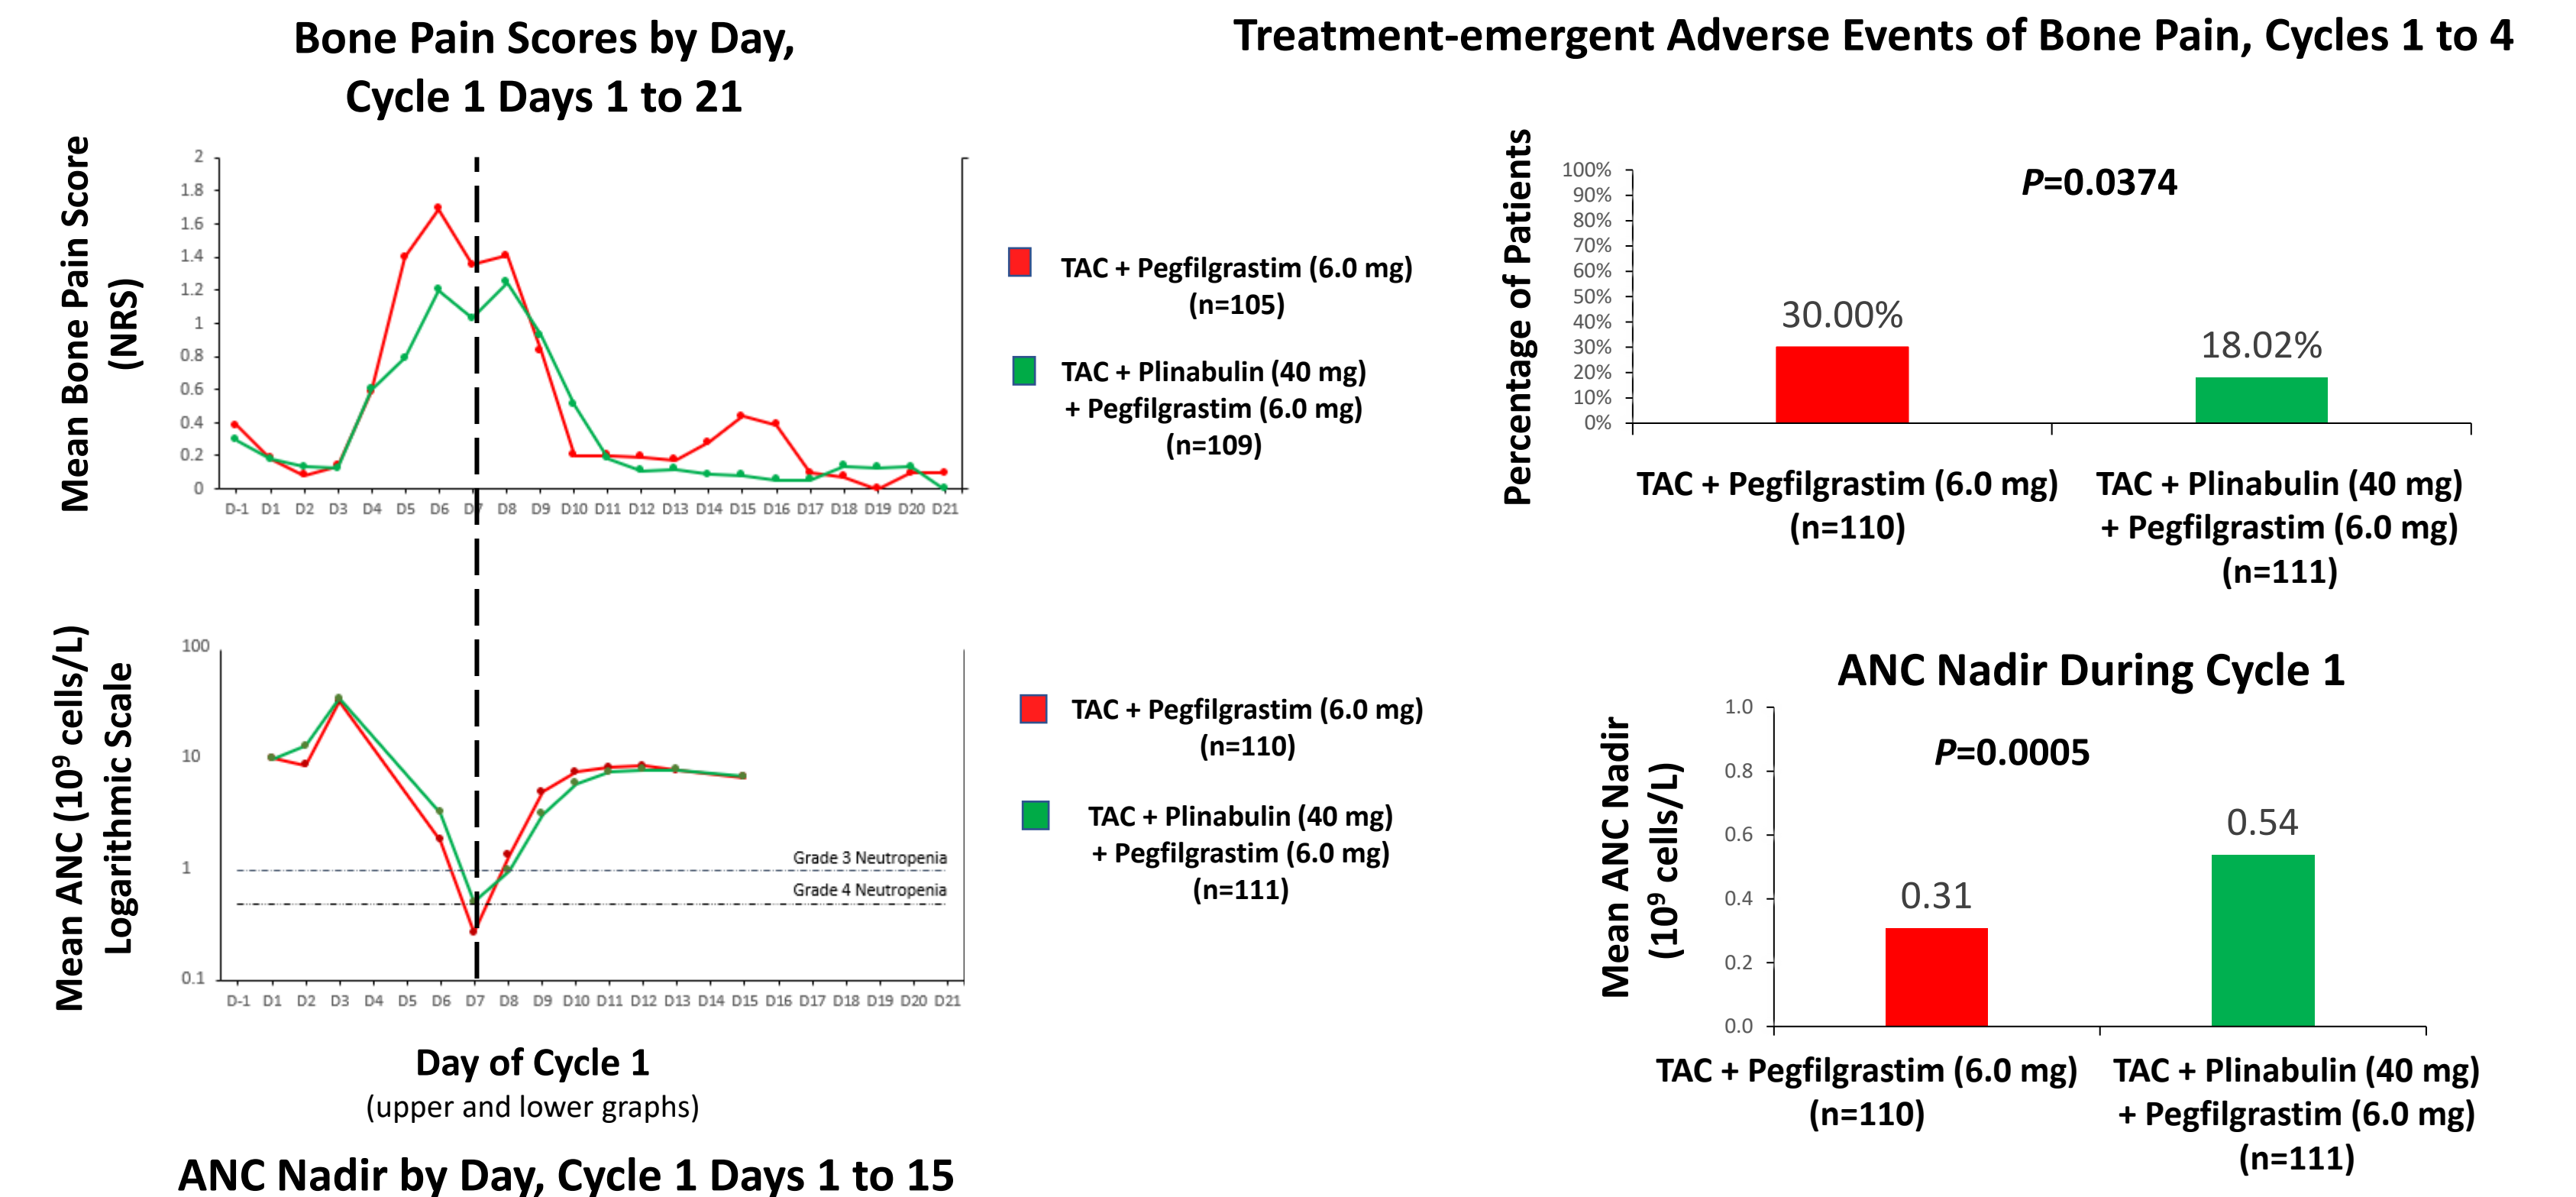 Bone Pain Scores by Day,
Cycle 1 Days 1 to 21
Mean Bone Pain Score
(NRS)
2
1.8
1.6
1.4
1.2
1
0.8
0.6
0.4
0.2
0
D-1 D1 D2 D3 D4 D5 D6 D7 D8 D9 D10 D11 D12 D13 D14 D15 D16 D17 D18 D19 D20 D21
TAC + Pegfilgrastim (6.0 mg)
(n=105)
TAC + Plinabulin (40 mg)
+ Pegfilgrastim (6.0 mg)
(n=109)
Mean ANC (10⁹ cells/L)
Logarithmic Scale
100
10
1
0.1
Grade 3 Neutropenia
Grade 4 Neutropenia
D-1 D1 D2 D3 D4 D5 D6 D7 D8 D9 D10 D11 D12 D13 D14 D15 D16 D17 D18 D19 D20 D21
TAC + Pegfilgrastim (6.0 mg)
(n=110)
TAC + Plinabulin (40 mg)
+ Pegfilgrastim (6.0 mg)
(n=111)
Day of Cycle 1
(upper and lower graphs)
ANC Nadir by Day, Cycle 1 Days 1 to 15
Treatment-emergent Adverse Events of Bone Pain, Cycles 1 to 4
Percentage of Patients
100%
90%
80%
70%
60%
50%
40%
30%
20%
10%
0%
P=0.0374
30.00%
18.02%
TAC + Pegfilgrastim (6.0 mg)
(n=110)
TAC + Plinabulin (40 mg)
+ Pegfilgrastim (6.0 mg)
(n=111)
ANC Nadir During Cycle 1
Mean ANC Nadir
(10⁹ cells/L)
1.0
0.8
0.6
0.4
0.2
0.0
P=0.0005
0.31
0.54
TAC + Pegfilgrastim (6.0 mg)
(n=110)
TAC + Plinabulin (40 mg)
+ Pegfilgrastim (6.0 mg)
(n=111)